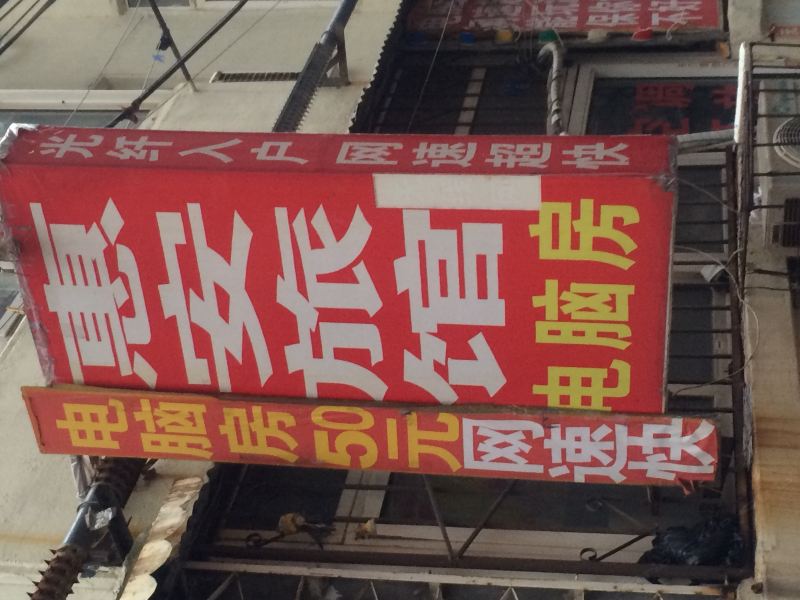 光纤入户 网速超快
惠安旅馆
电脑房
电脑房50元网速快